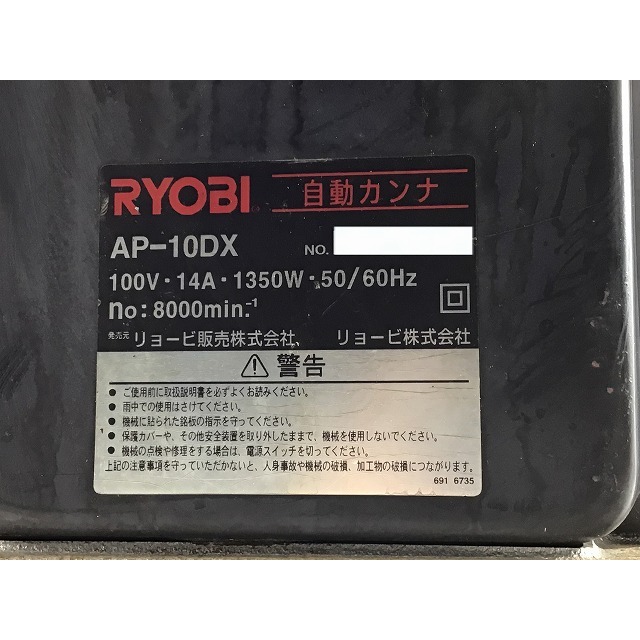 RYOBI 自動カンナ
AP-10DX NO.
100V・14A・1350W・50/60Hz
no:8000min.-1
発売元 リョービ販売株式会社、 リョービ株式会社
警告
● ご使用前に取扱説明書を必ずよくお読みください。
● 雨中での使用はさけてください。
● 機械に貼られた銘板の指示を守ってください。
● 保護カバーや、その他安全装置を取り外したままで、機械を使用しないでください。
● 機械の点検や修理をする場合は、電源スイッチを切ってください。
上記の注意事項を守っていただかないと、人身事故や機械の破損、加工物の破損につながります。
691 6735